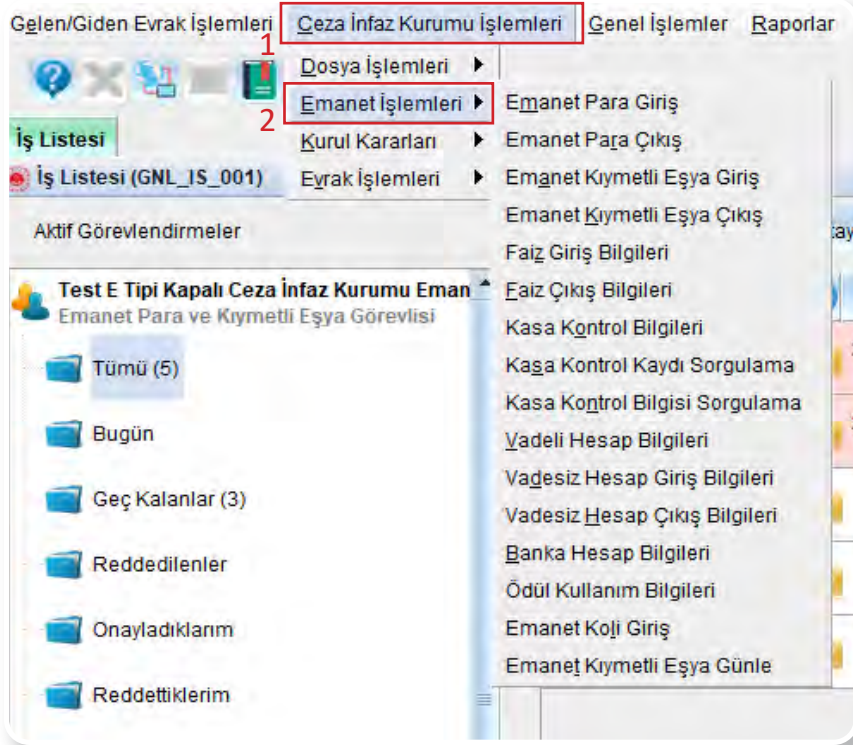 Gelen/Giden Evrak İşlemleri Ceza İnfaz Kurumu İşlemleri Genel İşlemler Raporlar
1
Dosya İşlemleri
2
Emanet İşlemleri
Kurul Kararları
Evrak İşlemleri
Emanet Para Giriş
Emanet Para Çıkış
Emanet Kıymetli Eşya Giriş
Emanet Kıymetli Eşya Çıkış
Faiz Giriş Bilgileri
Faiz Çıkış Bilgileri
Kasa Kontrol Bilgileri
Kasa Kontrol Kaydı Sorgulama
Kasa Kontrol Bilgisi Sorgulama
Vadeli Hesap Bilgileri
Vadesiz Hesap Giriş Bilgileri
Vadesiz Hesap Çıkış Bilgileri
Banka Hesap Bilgileri
Ödül Kullanım Bilgileri
Emanet Koli Giriş
Emanet Kıymetli Eşya Günle
İş Listesi
İş Listesi (GNL_IS_001)
Aktif Görevlendirmeler
Test E Tipi Kapalı Ceza İnfaz Kurumu Eman
Emanet Para ve Kıymetli Eşya Görevlisi
Tümü (5)
Bugün
Geç Kalanlar (3)
Reddedilenler
Onayladıklarım
Reddettiklerim